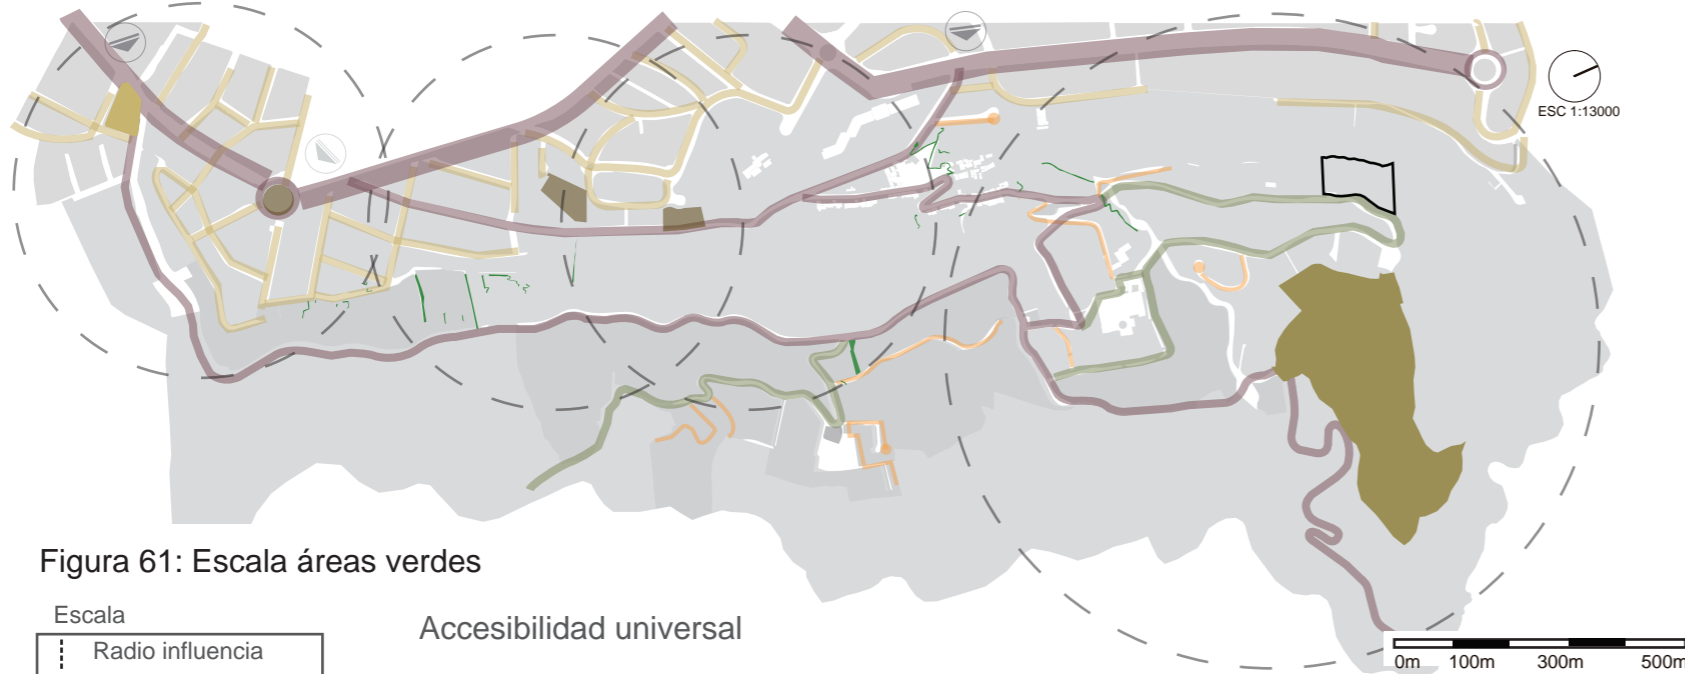 ESC 1:13000
Figura 61: Escala áreas verdes
Escala
Radio influencia
Accesibilidad universal
0m 100m 300m 500m